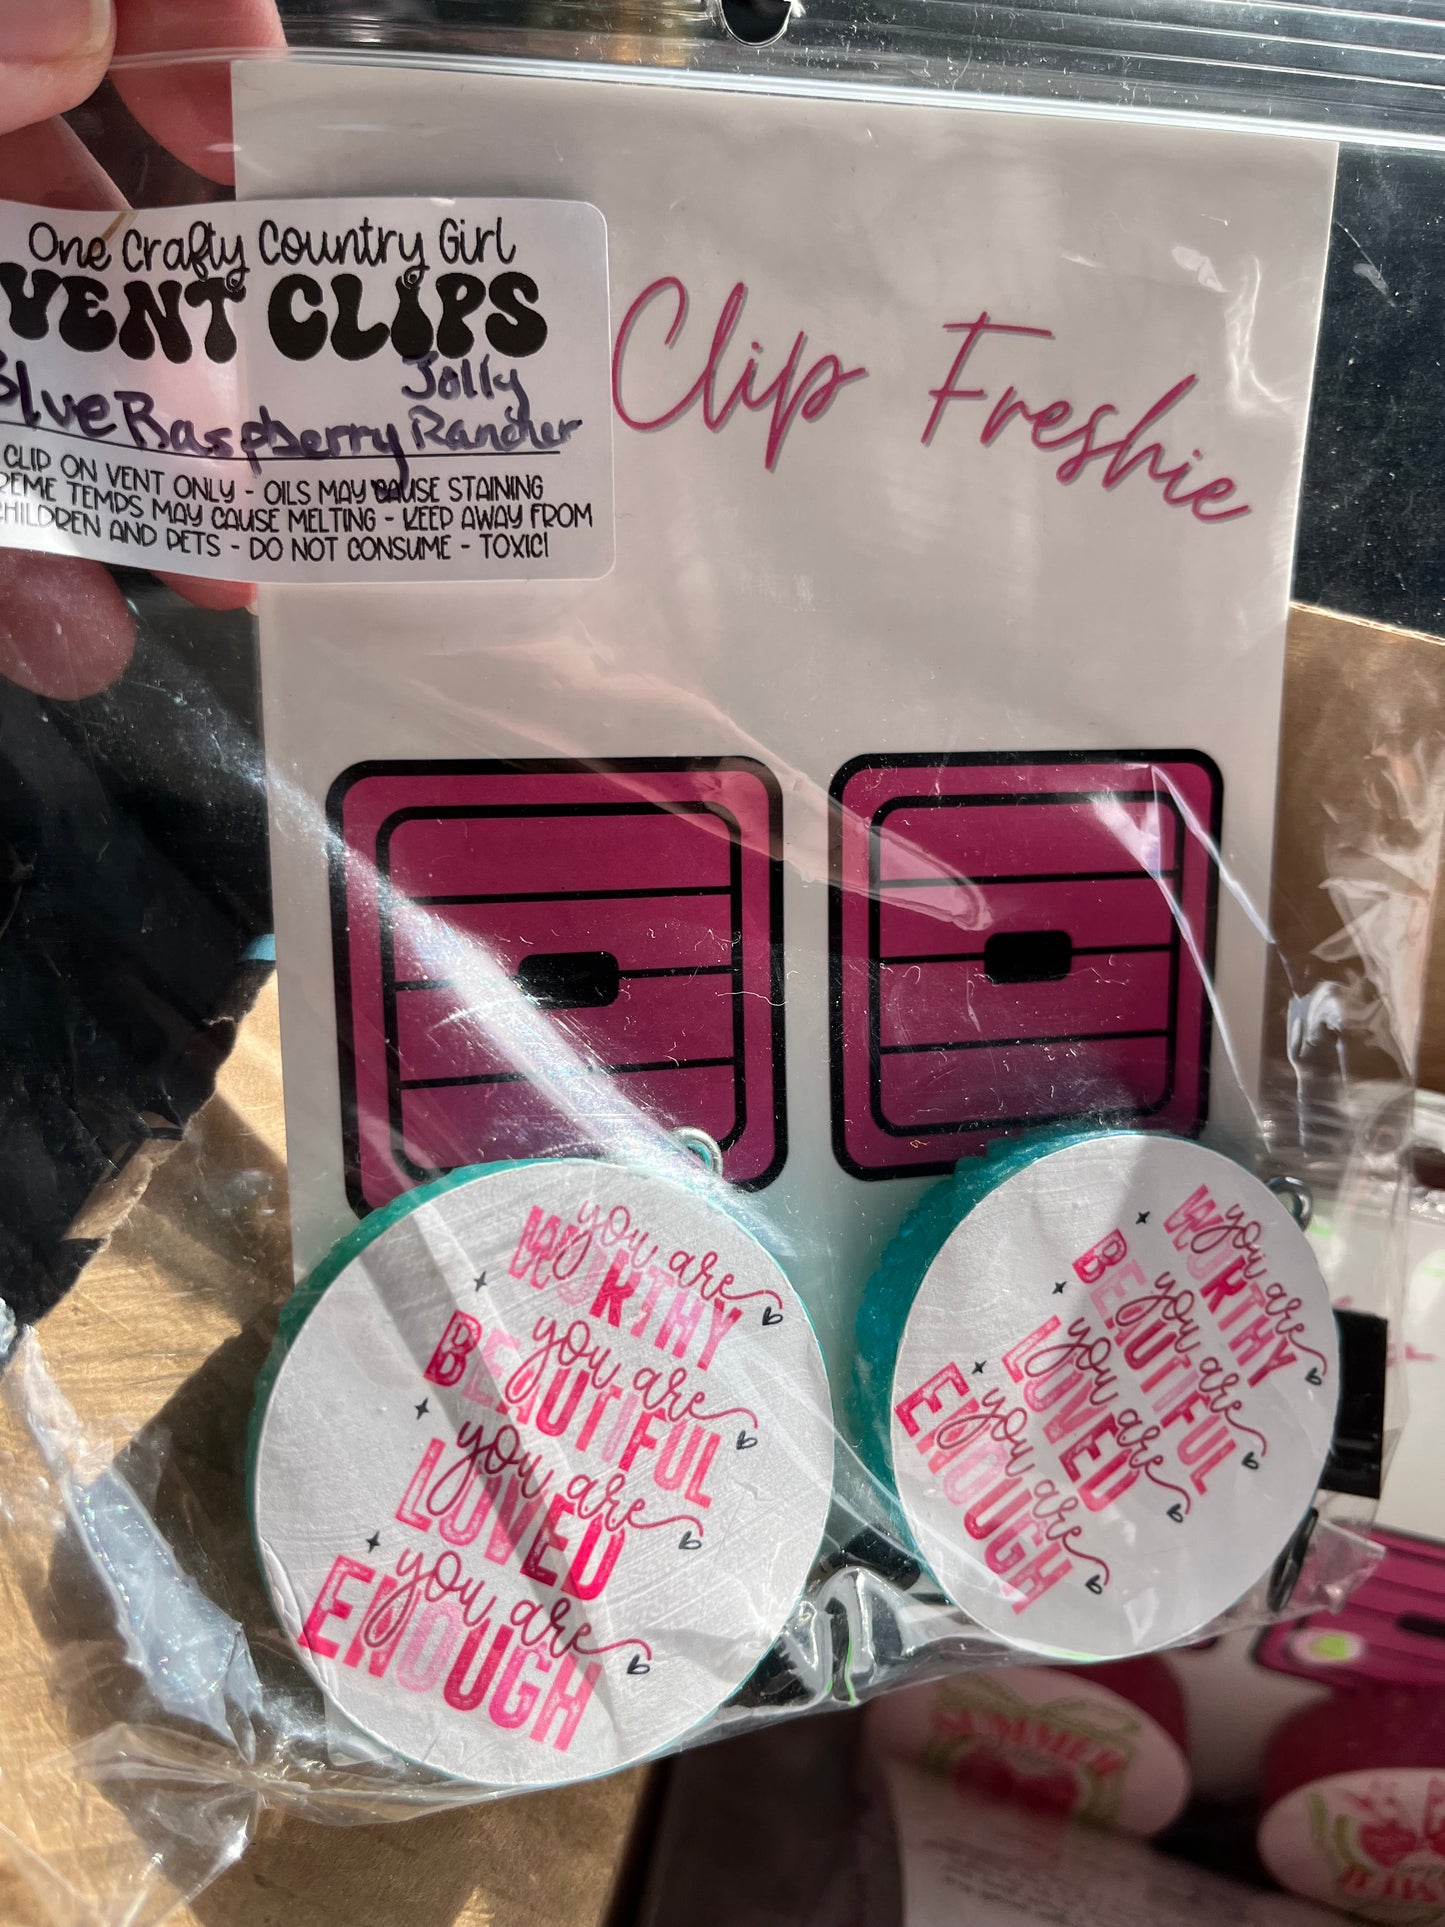 One Crafty Country Girl
VENT CLIPS
Jolly
Blue Raspberry Rancher
CLIP ON VENT ONLY - OILS MAY CAUSE STAINING
TEMPS MAY CAUSE MELTING - KEEP AWAY FROM
CHILDREN AND PETS - DO NOT CONSUME - TOXIC!
Clip Freshie
you are
WORTHY
you are
BEAUTIFUL
you are
LOVED
you are
ENOUGH
you are
WORTHY
you are
BEAUTIFUL
you are
LOVED
you are
ENOUGH
SUMMER